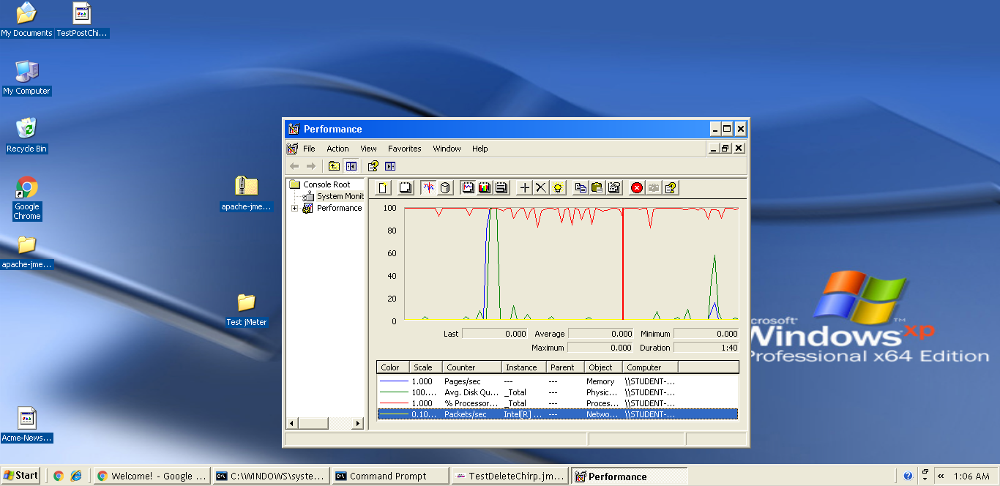 My Documents
TestPostChi...
My Computer
Recycle Bin
Google
Chrome
apache-jme...
apache-jme...
Test jMeter
Acme-News...
Performance
File Action View Favorites Window Help
Console Root
System Monit
Performance
100
80
60
40
20
0
Last 0.000 Average 0.000 Minimum 0.000
Maximum 0.000 Duration 1:40
Color Scale Counter Instance Parent Object Computer
1.000 Pages/sec --- --- Memory \\STUDENT-...
100.... Avg. Disk Qu... _Total --- Physic... \\STUDENT-...
1.000 % Processor... _Total --- Proces... \\STUDENT-...
0.10... Packets/sec Intel[R] ... --- Netwo... \\STUDENT-...
crosoft®
Windows xp ™
Professional x64 Edition
Start
Welcome! - Google ...
C:\WINDOWS\syste...
Command Prompt
TestDeleteChirp.jm...
Performance
1:06 AM